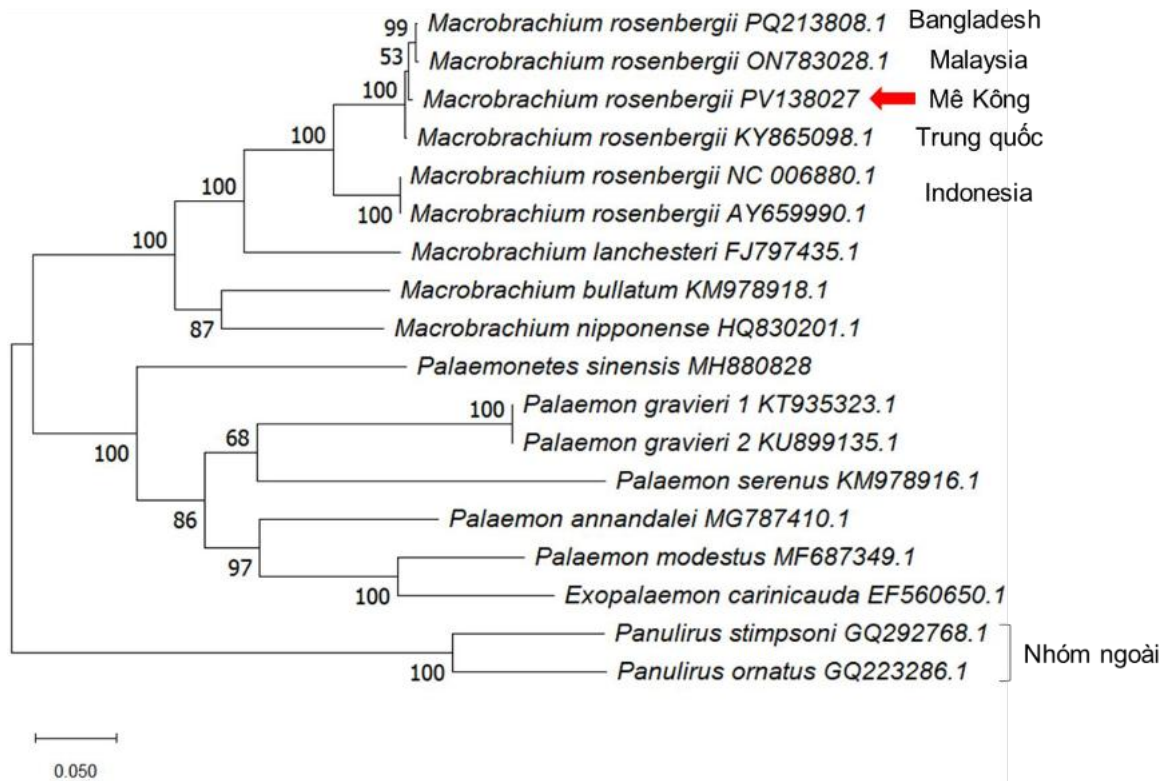 99
Macrobrachium rosenbergii PQ213808.1 Bangladesh
53
Macrobrachium rosenbergii ON783028.1 Malaysia
100
Macrobrachium rosenbergii PV138027 Mê Kông
Macrobrachium rosenbergii KY865098.1 Trung quốc
100
Macrobrachium rosenbergii NC 006880.1
Indonesia
100
100
Macrobrachium rosenbergii AY659990.1
100
Macrobrachium lanchesteri FJ797435.1
Macrobrachium bullatum KM978918.1
87
Macrobrachium nipponense HQ830201.1
Palaemonetes sinensis MH880828
100
Palaemon gravieri 1 KT935323.1
68
Palaemon gravieri 2 KU899135.1
100
Palaemon serenus KM978916.1
86
Palaemon annandalei MG787410.1
97
Palaemon modestus MF687349.1
100
Exopalaemon carinicauda EF560650.1
Panulirus stimpsoni GQ292768.1
Nhóm ngoài
100
Panulirus ornatus GQ223286.1
0.050